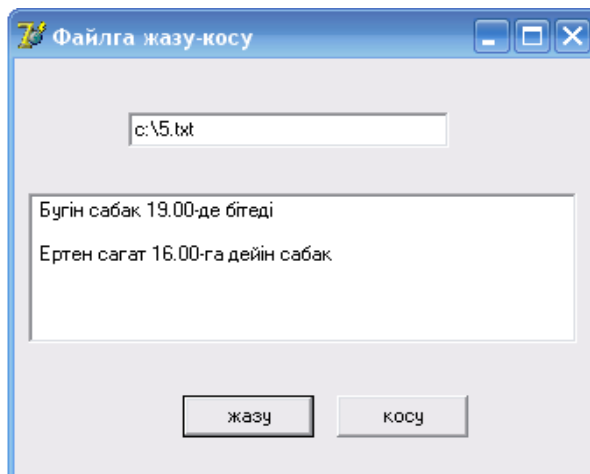 Файлга жазу-косу
c:\5.txt
Бугін сабак 19.00-де бітеді
Ертен сагат 16.00-га дейін сабак
жазу
косу